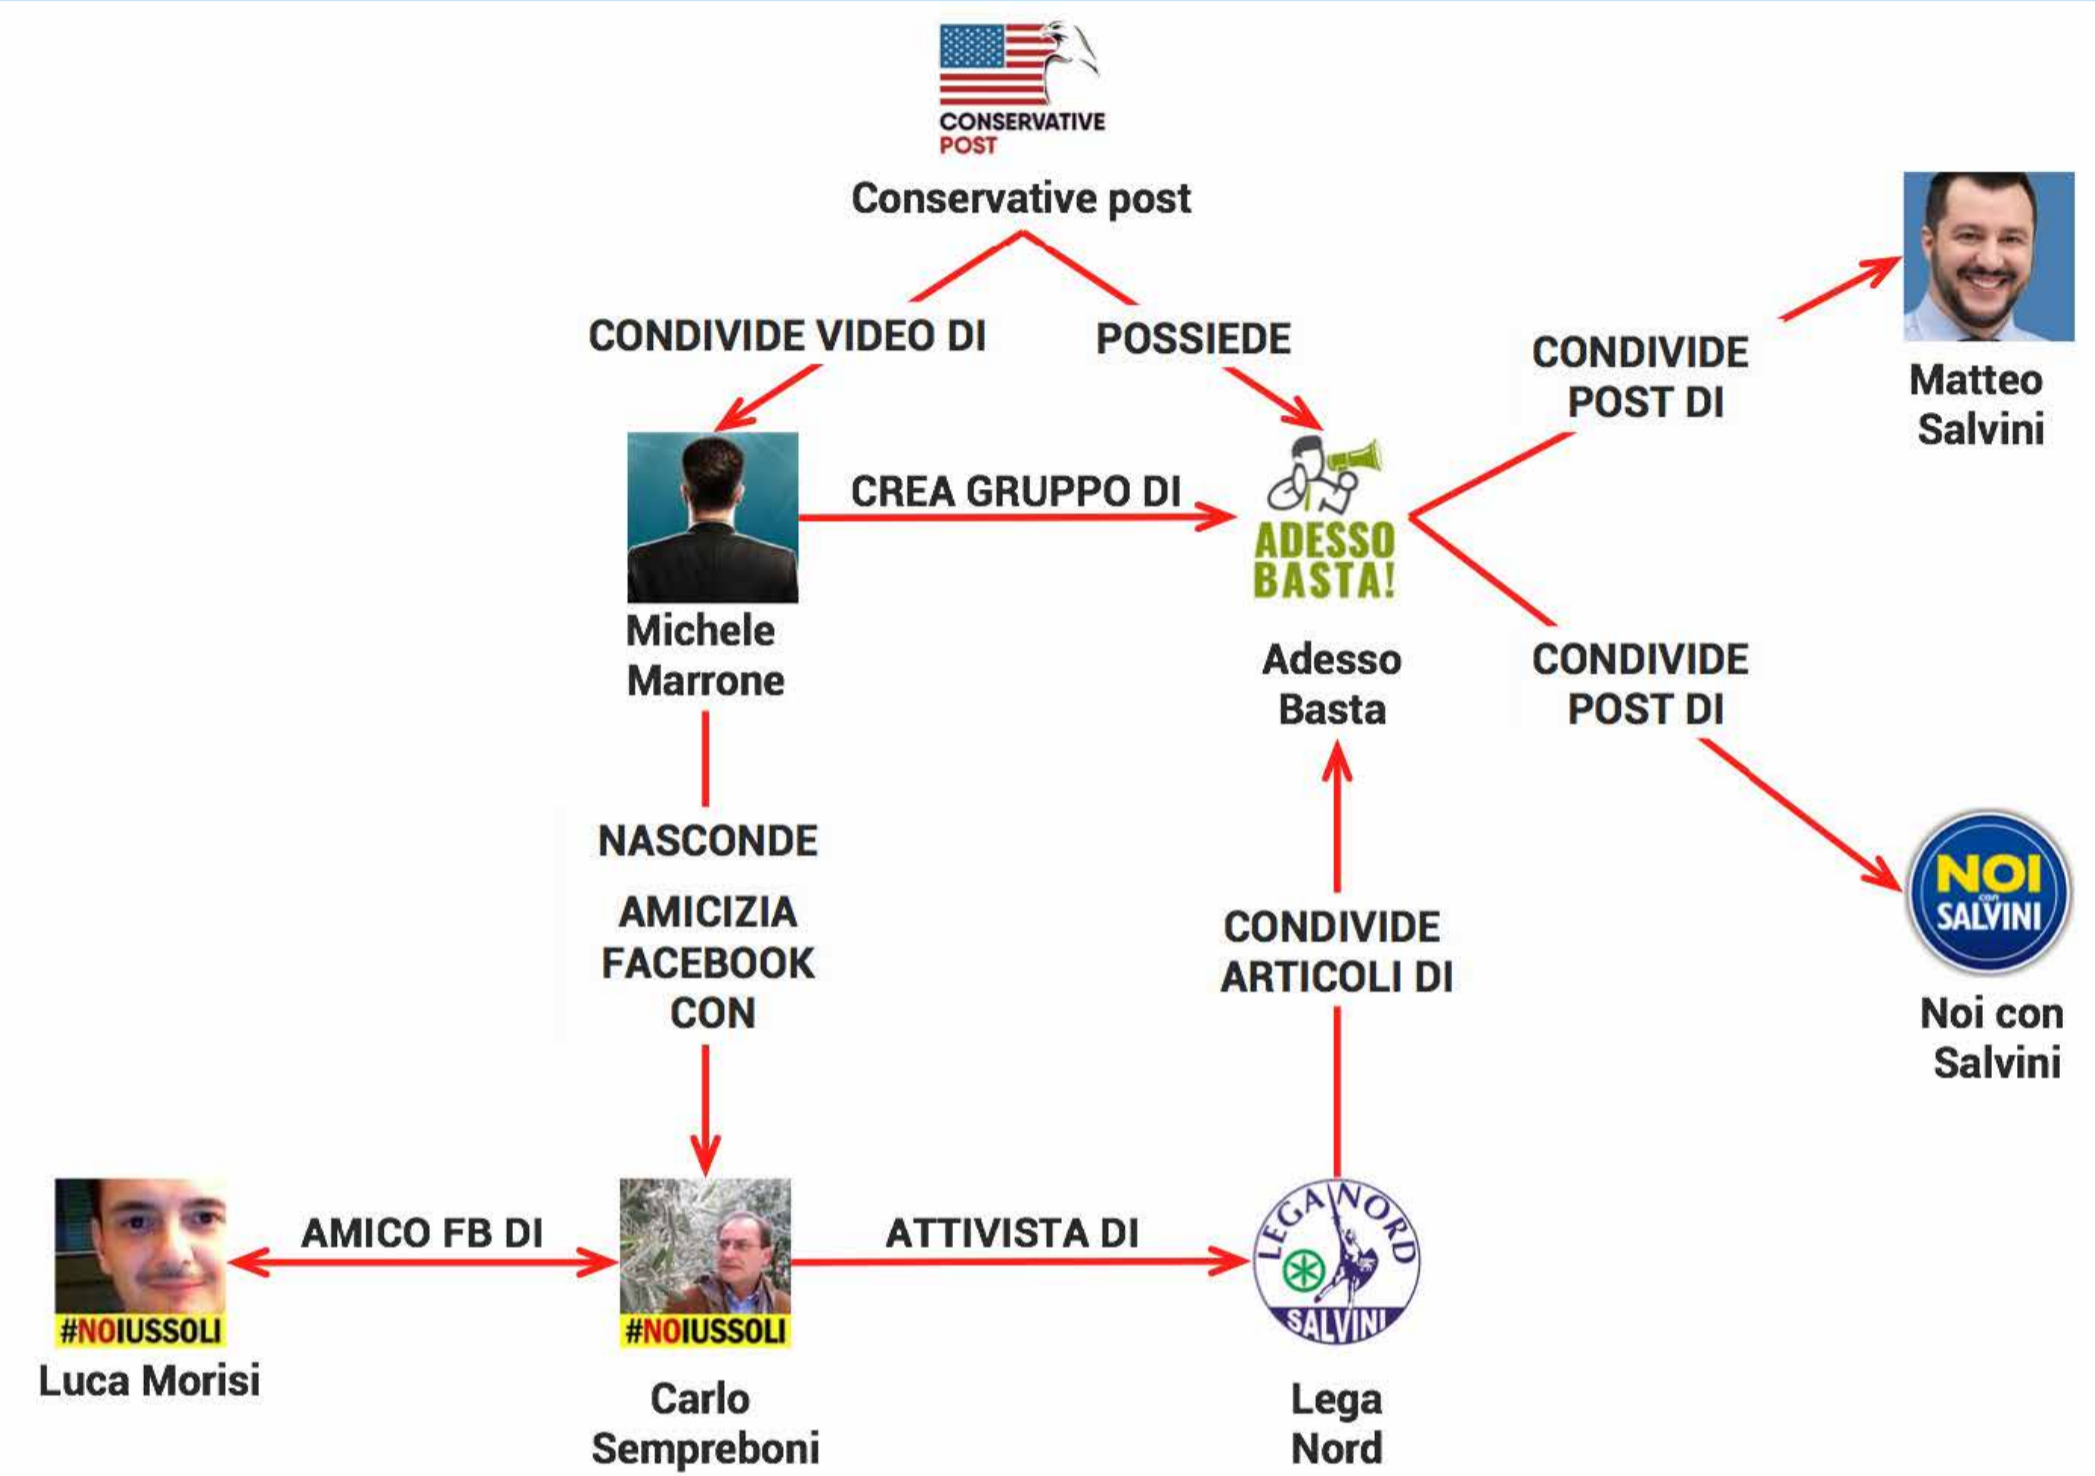 CONSERVATIVE
POST
Conservative post
CONDIVIDE VIDEO DI
POSSIEDE
CONDIVIDE
POST DI
Matteo
Salvini
CREA GRUPPO DI
ADESSO
BASTA!
Michele
Marrone
Adesso
Basta
CONDIVIDE
POST DI
NASCONDE
AMICIZIA
FACEBOOK
CON
CONDIVIDE
ARTICOLI DI
NOI
con
SALVINI
Noi con
Salvini
AMICO FB DI
ATTIVISTA DI
LEGA NORD
SALVINI
#NOIUSSOLI
#NOIUSSOLI
Luca Morisi
Carlo
Sempreboni
Lega
Nord